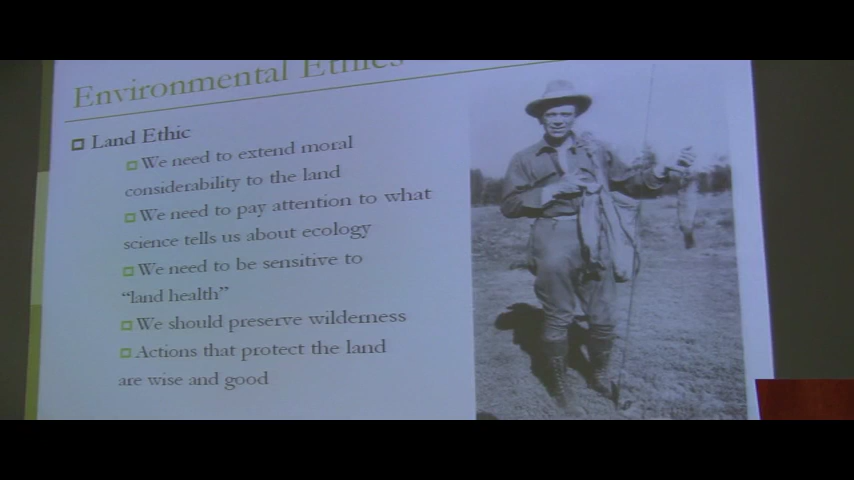 Environmental Ethics
Land Ethic
We need to extend moral
considerability to the land
We need to pay attention to what
science tells us about ecology
We need to be sensitive to
“land health”
We should preserve wilderness
Actions that protect the land
are wise and good